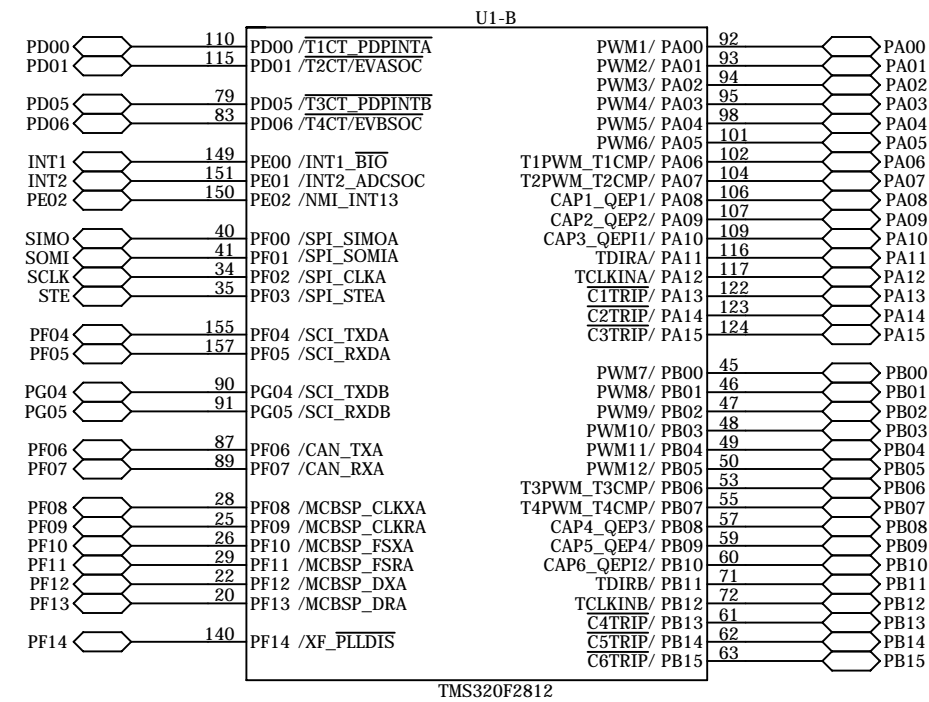 U1-B
PD00 110 PD00 /T1CT_PDPINTA PWM1/ PA00 92 PA00
PD01 115 PD01 /T2CT/EVASOC PWM2/ PA01 93 PA01
PWM3/ PA02 94 PA02
PD05 79 PD05 /T3CT_PDPINTB PWM4/ PA03 95 PA03
PD06 83 PD06 /T4CT/EVBSOC PWM5/ PA04 98 PA04
PWM6/ PA05 101 PA05
INT1 149 PE00 /INT1_BIO T1PWM_T1CMP/ PA06 102 PA06
INT2 151 PE01 /INT2_ADCSOC T2PWM_T2CMP/ PA07 104 PA07
PE02 150 PE02 /NMI_INT13 CAP1_QEP1/ PA08 106 PA08
CAP2_QEP2/ PA09 107 PA09
SIMO 40 PF00 /SPI_SIMOA CAP3_QEPI1/ PA10 109 PA10
SOMI 41 PF01 /SPI_SOMIA TDIRA/ PA11 116 PA11
SCLK 34 PF02 /SPI_CLKA TCLKINA/ PA12 117 PA12
STE 35 PF03 /SPI_STEA C1TRIP/ PA13 122 PA13
C2TRIP/ PA14 123 PA14
PF04 155 PF04 /SCI_TXDA C3TRIP/ PA15 124 PA15
PF05 157 PF05 /SCI_RXDA
PWM7/ PB00 45 PB00
PG04 90 PG04 /SCI_TXDB PWM8/ PB01 46 PB01
PG05 91 PG05 /SCI_RXDB PWM9/ PB02 47 PB02
PWM10/ PB03 48 PB03
PF06 87 PF06 /CAN_TXA PWM11/ PB04 49 PB04
PF07 89 PF07 /CAN_RXA PWM12/ PB05 50 PB05
T3PWM_T3CMP/ PB06 53 PB06
PF08 28 PF08 /MCBSP_CLKXA T4PWM_T4CMP/ PB07 55 PB07
PF09 25 PF09 /MCBSP_CLKRA CAP4_QEP3/ PB08 57 PB08
PF10 26 PF10 /MCBSP_FSXA CAP5_QEP4/ PB09 59 PB09
PF11 29 PF11 /MCBSP_FSRA CAP6_QEPI2/ PB10 60 PB10
PF12 22 PF12 /MCBSP_DXA TDIRB/ PB11 71 PB11
PF13 20 PF13 /MCBSP_DRA TCLKINB/ PB12 72 PB12
C4TRIP/ PB13 61 PB13
PF14 140 PF14 /XF_PLLDIS C5TRIP/ PB14 62 PB14
C6TRIP/ PB15 63 PB15
TMS320F2812